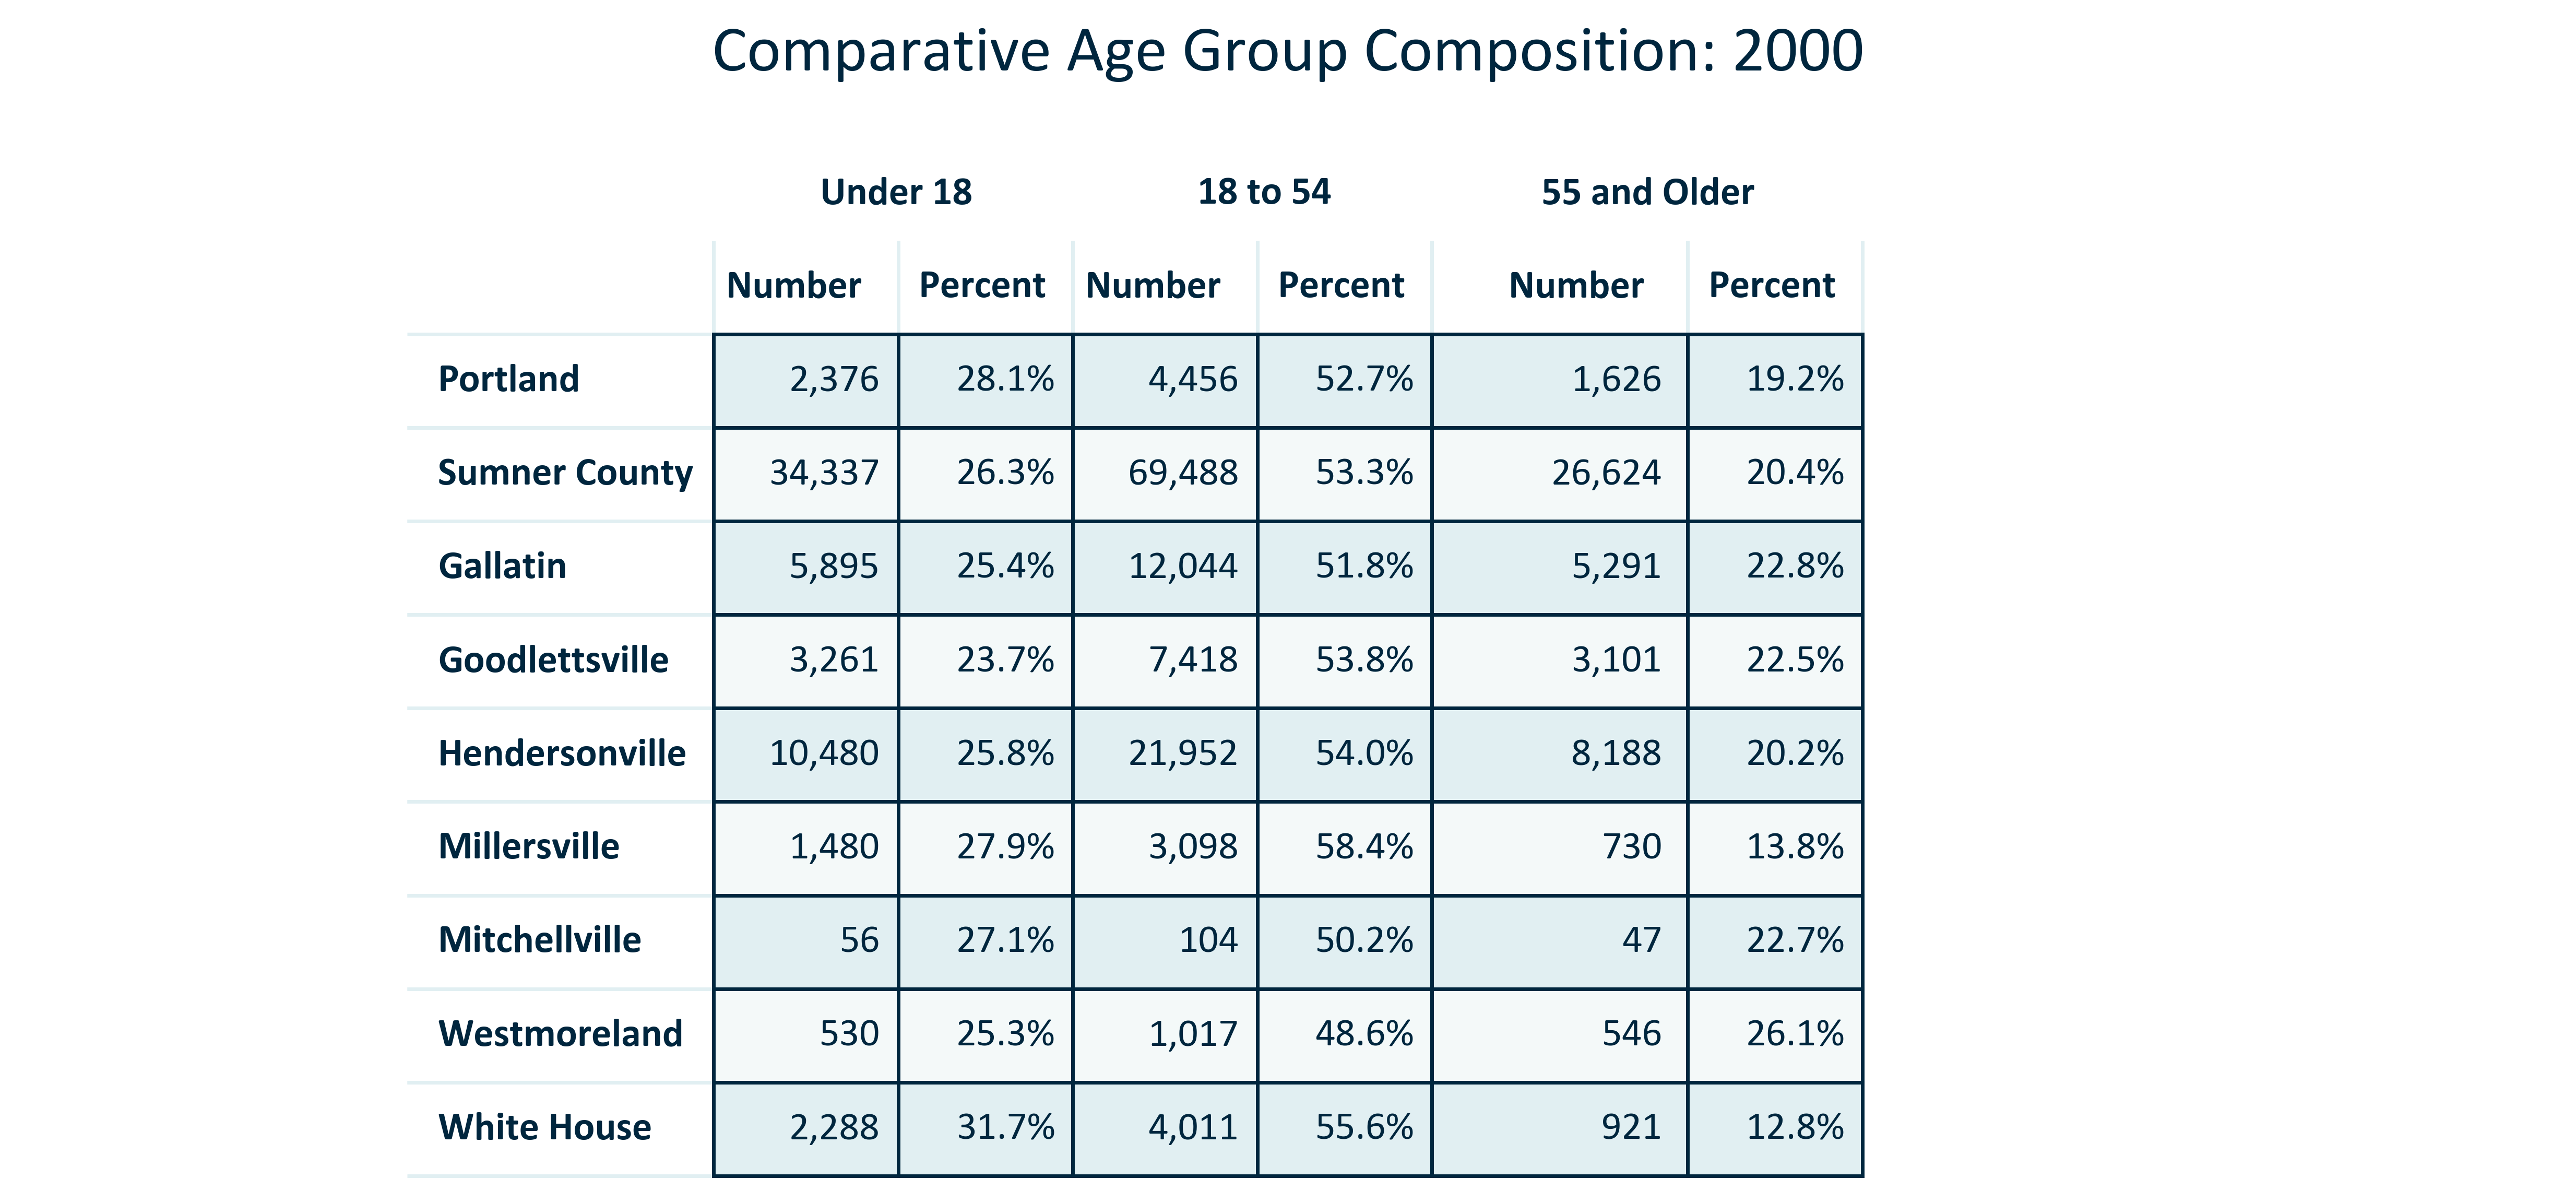 Comparative Age Group Composition: 2000
Under 18 18 to 54 55 and Older
Number Percent Number Percent Number Percent
Portland 2,376 28.1% 4,456 52.7% 1,626 19.2%
Sumner County 34,337 26.3% 69,488 53.3% 26,624 20.4%
Gallatin 5,895 25.4% 12,044 51.8% 5,291 22.8%
Goodlettsville 3,261 23.7% 7,418 53.8% 3,101 22.5%
Hendersonville 10,480 25.8% 21,952 54.0% 8,188 20.2%
Millersville 1,480 27.9% 3,098 58.4% 730 13.8%
Mitchellville 56 27.1% 104 50.2% 47 22.7%
Westmoreland 530 25.3% 1,017 48.6% 546 26.1%
White House 2,288 31.7% 4,011 55.6% 921 12.8%